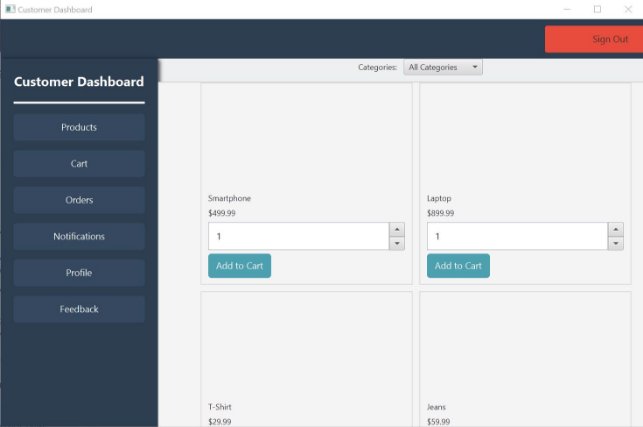 Customer Dashboard
Sign Out
Customer Dashboard
Products
Cart
Orders
Notifications
Profile
Feedback
Categories: All Categories
Smartphone
$499.99
1
Add to Cart
Laptop
$899.99
1
Add to Cart
T-Shirt
$29.99
Jeans
$59.99